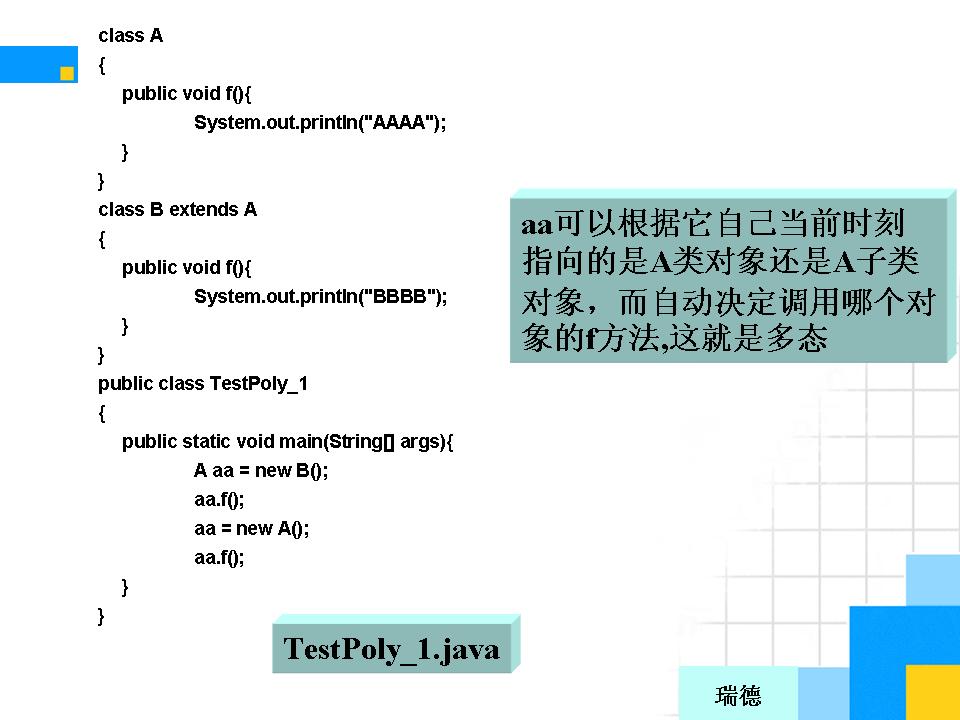 class A
{
public void f(){
System.out.println("AAAA");
}
}
class B extends A
{
public void f(){
System.out.println("BBBB");
}
}
public class TestPoly_1
{
public static void main(String[] args){
A aa = new B();
aa.f();
aa = new A();
aa.f();
}
}
aa可以根据它自己当前时刻
指向的是A类对象还是A子类
对象，而自动决定调用哪个对
象的f方法,这就是多态
TestPoly_1.java
瑞德